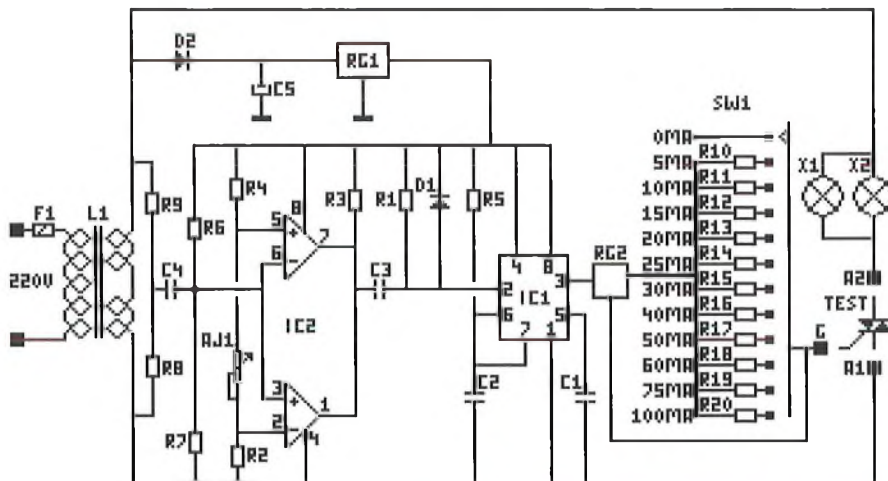 D2
RG1
C5
SW1
0MA
5MA R10
10MA R11
15MA R12
20MA R13
25MA R14
30MA R15
40MA R16
50MA R17
60MA R18
75MA R19
100MA R20
X1 X2
F1 L1
R9
R6
R4
8
5
6
7
R3
R1
D1
R5
220V
C4
C3
4 8
2 3
IC1
6 5
7 1
RG2
A2
TEST
G
A1
IC2
AJ1
R8
3
2
1
4
C2
C1
R7
R2